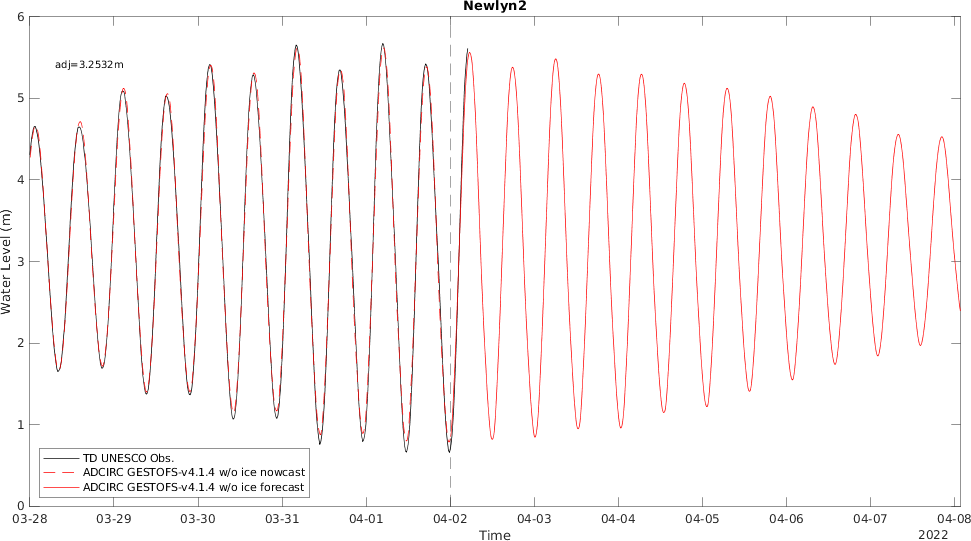 Newlyn2
adj=3.2532m
Water Level (m)
6
5
4
3
2
1
0
TD UNESCO Obs.
ADCIRC GESTOFS-v4.1.4 w/o ice nowcast
ADCIRC GESTOFS-v4.1.4 w/o ice forecast
03-28 03-29 03-30 03-31 04-01 04-02 04-03 04-04 04-05 04-06 04-07 04-08
Time
2022